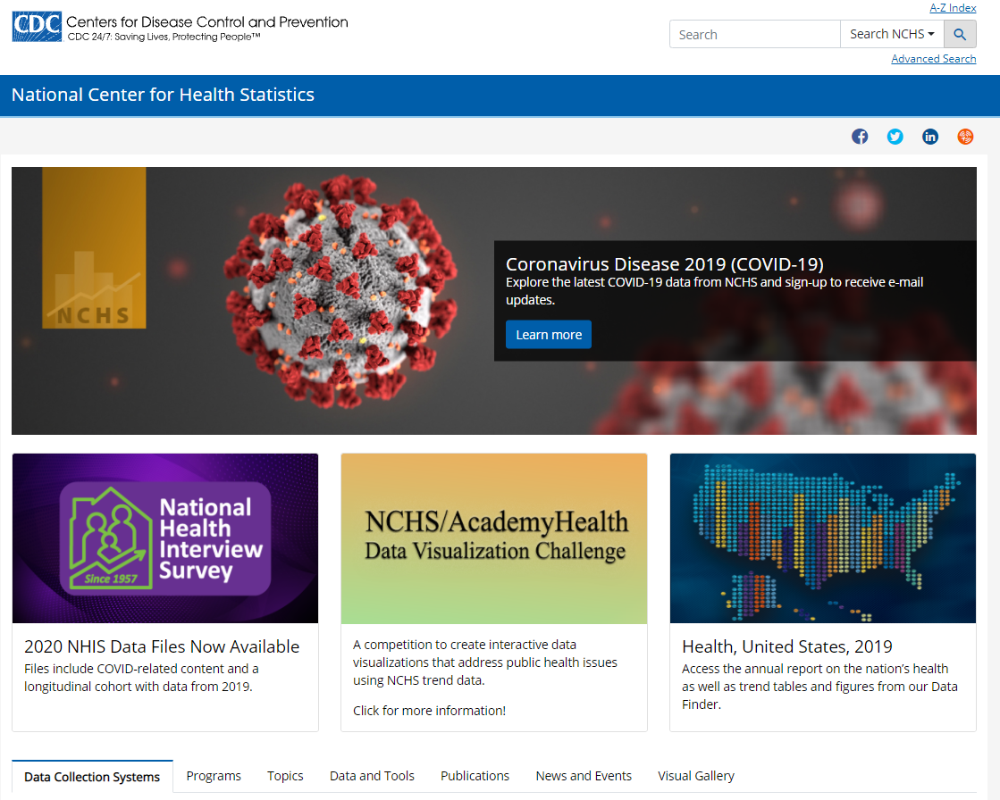 A-Z Index
CDC
Centers for Disease Control and Prevention
CDC 24/7: Saving Lives, Protecting People™
Search
Search NCHS
Advanced Search
National Center for Health Statistics
NCHS
Coronavirus Disease 2019 (COVID-19)
Explore the latest COVID-19 data from NCHS and sign-up to receive e-mail
updates.
Learn more
National
Health
Interview
Survey
Since 1957
2020 NHIS Data Files Now Available
Files include COVID-related content and a
longitudinal cohort with data from 2019.
NCHS/AcademyHealth
Data Visualization Challenge
A competition to create interactive data
visualizations that address public health issues
using NCHS trend data.
Click for more information!
Health, United States, 2019
Access the annual report on the nation’s health
as well as trend tables and figures from our Data
Finder.
Data Collection Systems
Programs
Topics
Data and Tools
Publications
News and Events
Visual Gallery